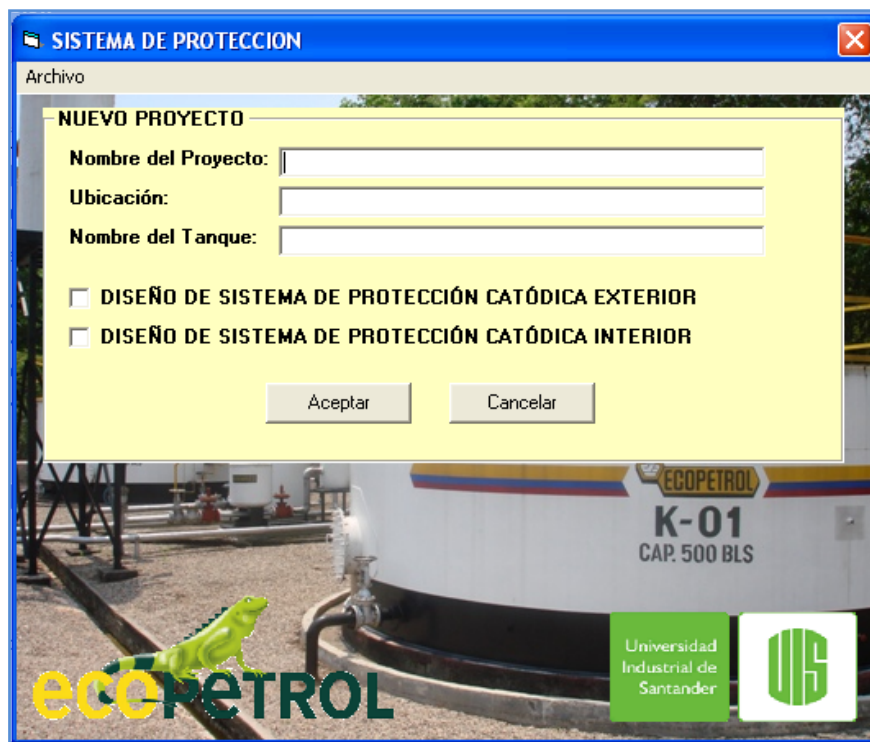 SISTEMA DE PROTECCION
Archivo
NUEVO PROYECTO
Nombre del Proyecto:
Ubicación:
Nombre del Tanque:
DISEÑO DE SISTEMA DE PROTECCIÓN CATÓDICA EXTERIOR
DISEÑO DE SISTEMA DE PROTECCIÓN CATÓDICA INTERIOR
Aceptar Cancelar
ECOPETROL
K-01
CAP. 500 BLS
Universidad
Industrial de
Santander
UIS
ecoPETROL